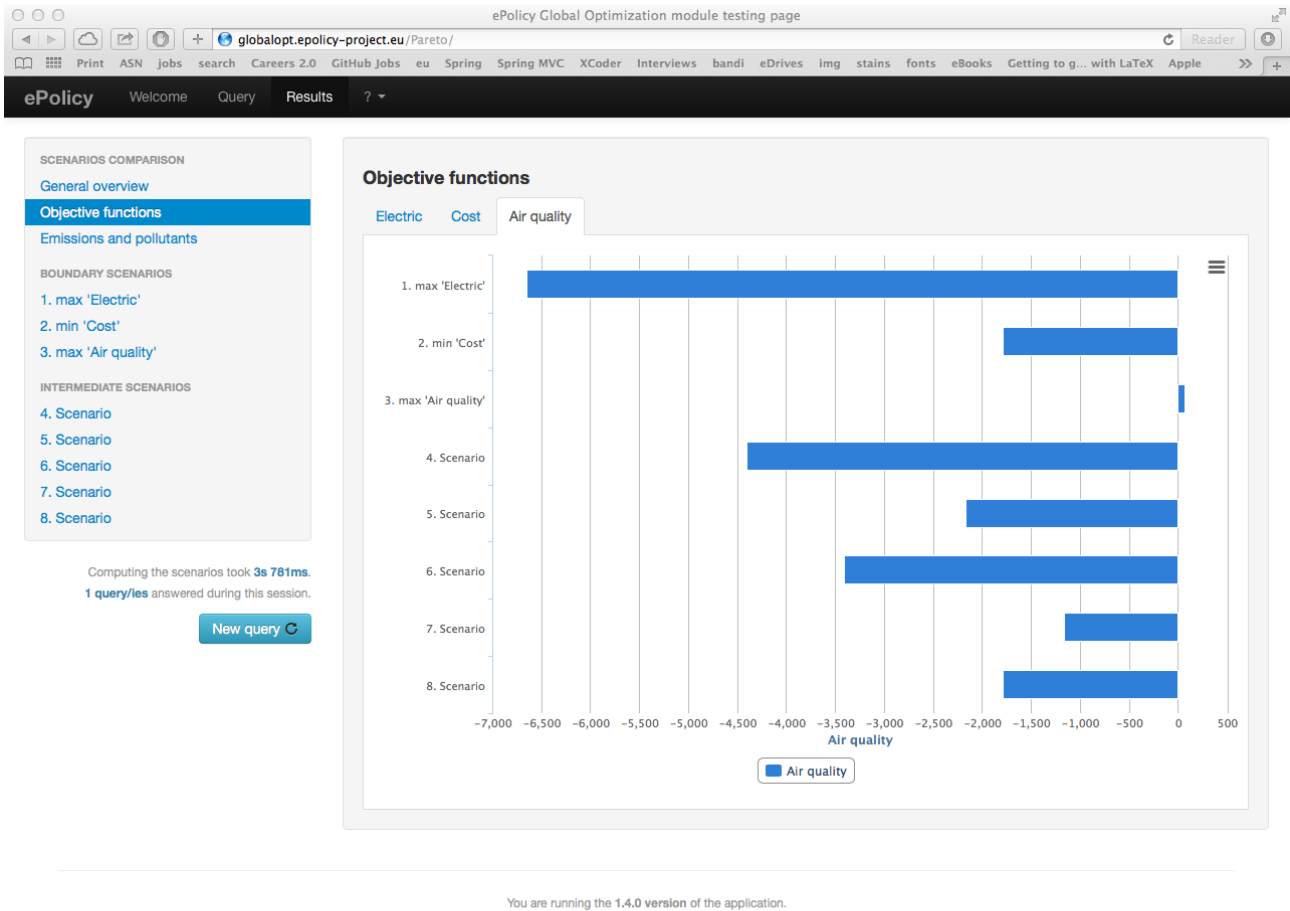 ePolicy Global Optimization module testing page
globalopt.epolicy-project.eu/Pareto/
Reader
Print ASN jobs search Careers 2.0 GitHub Jobs eu Spring Spring MVC XCoder Interviews bandi eDrives img stains fonts eBooks Getting to g... with LaTeX Apple
ePolicy Welcome Query Results ?
SCENARIOS COMPARISON
General overview
Objective functions
Emissions and pollutants
BOUNDARY SCENARIOS
1. max 'Electric'
2. min 'Cost'
3. max 'Air quality'
INTERMEDIATE SCENARIOS
4. Scenario
5. Scenario
6. Scenario
7. Scenario
8. Scenario
Computing the scenarios took 3s 781ms.
1 query/ies answered during this session.
New query
Objective functions
Electric Cost Air quality
1. max 'Electric'
2. min 'Cost'
3. max 'Air quality'
4. Scenario
5. Scenario
6. Scenario
7. Scenario
8. Scenario
-7,000 -6,500 -6,000 -5,500 -5,000 -4,500 -4,000 -3,500 -3,000 -2,500 -2,000 -1,500 -1,000 -500 0 500
Air quality
Air quality
You are running the 1.4.0 version of the application.